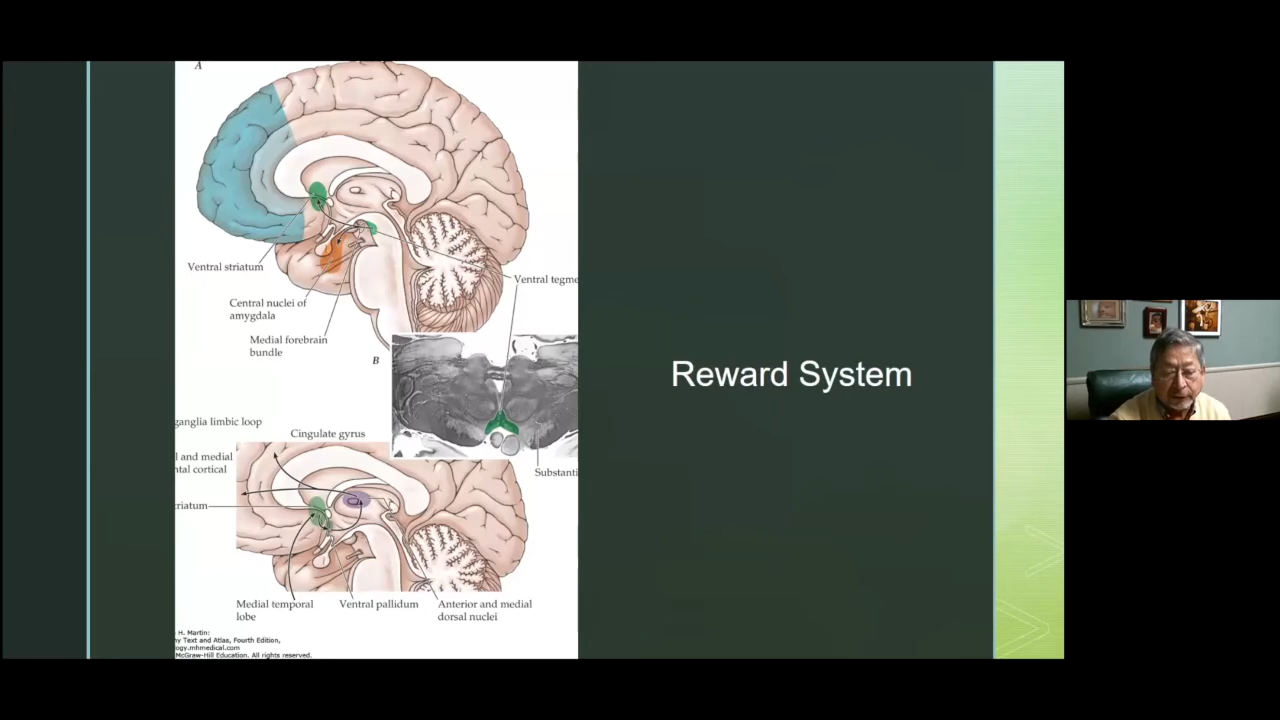 A
Ventral striatum
Ventral tegme
Central nuclei of
amygdala
Medial forebrain
bundle
B
ganglia limbic loop
Cingulate gyrus
l and medial
ntal cortical
Substanti
triatum
Medial temporal
lobe
Ventral pallidum
Anterior and medial
dorsal nuclei
H. Martin:
ny Text and Atlas, Fourth Edition,
ogy.mhmedical.com
McGraw-Hill Education. All rights reserved.
Reward System